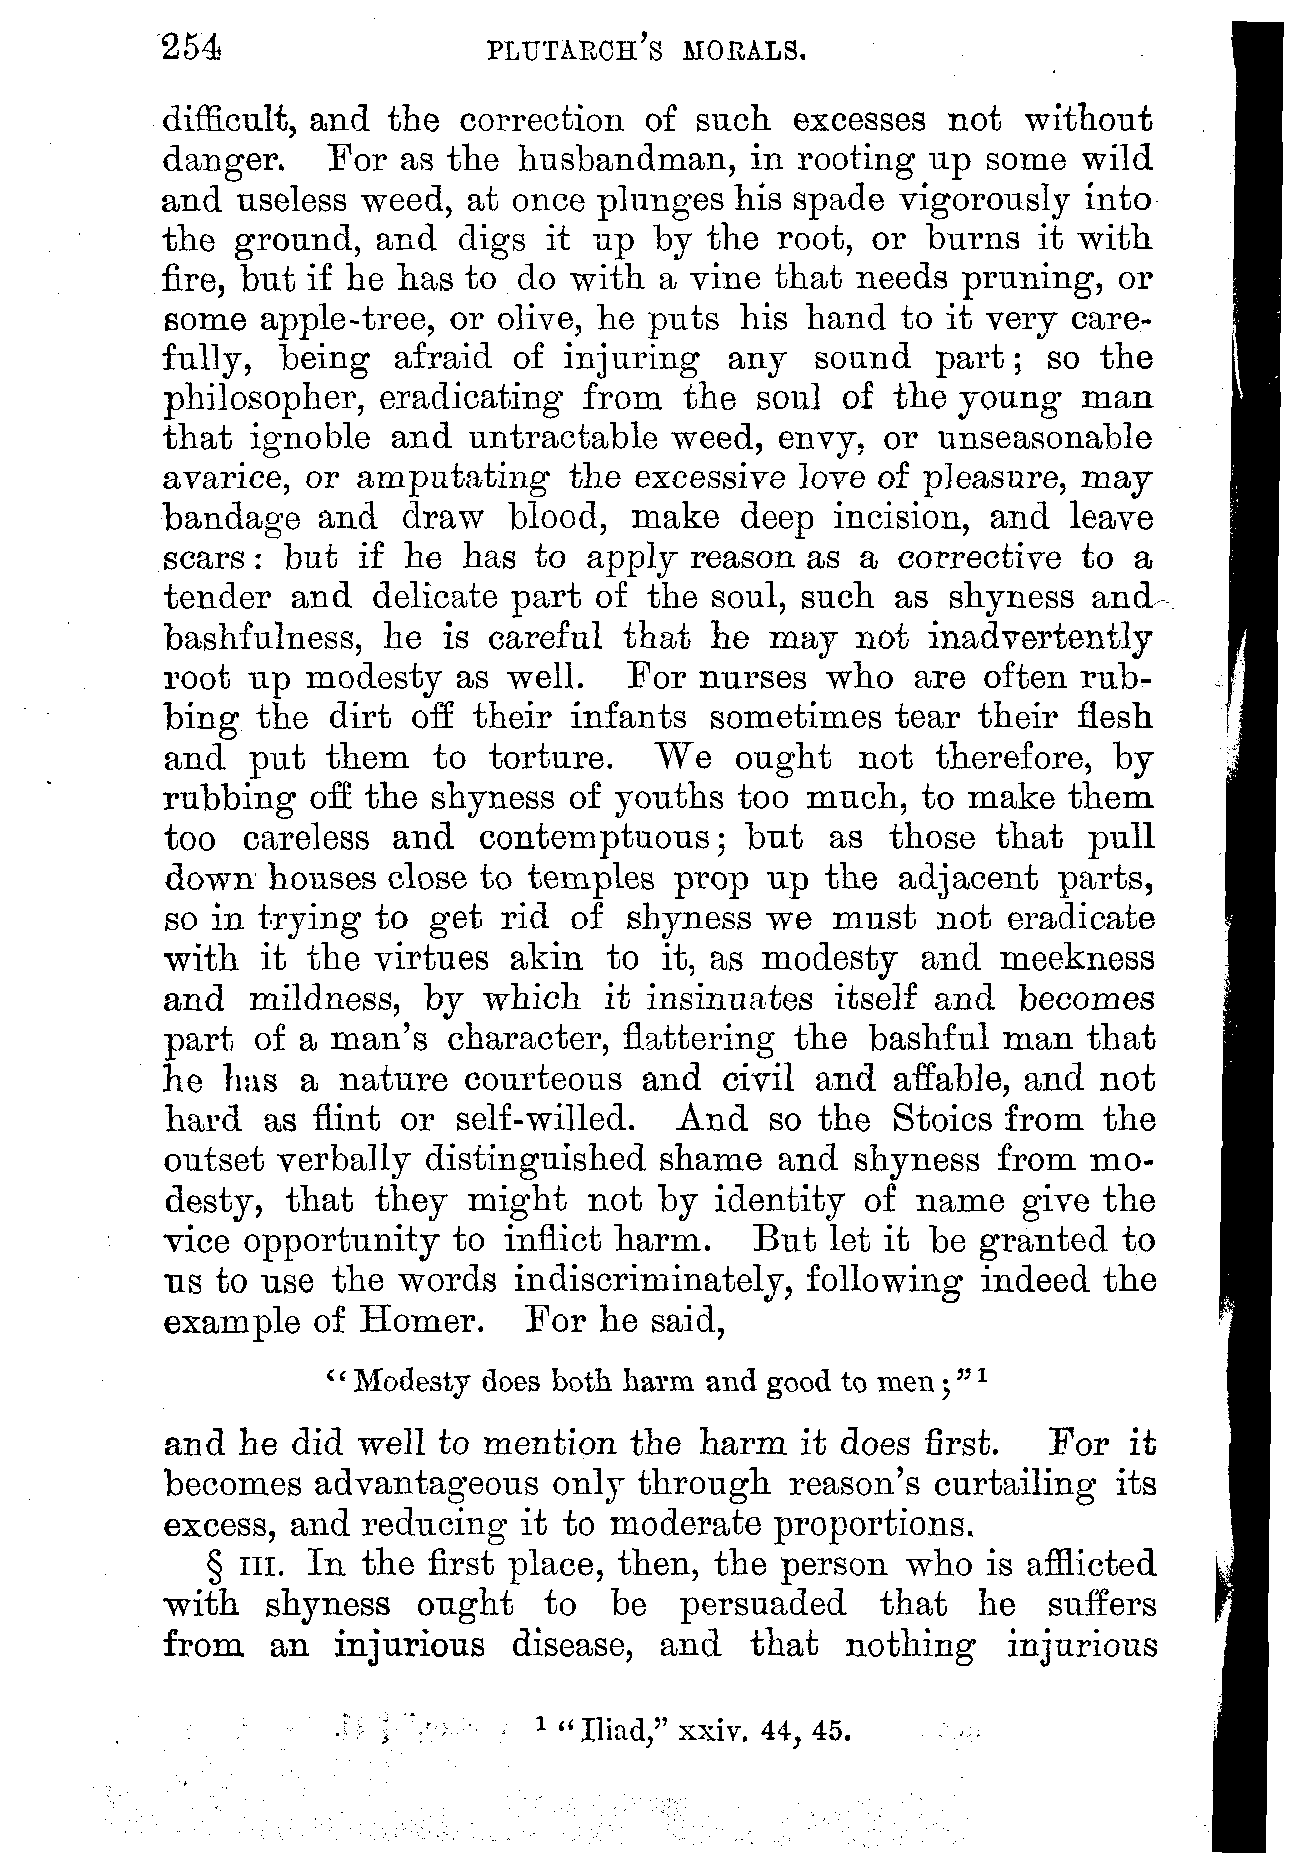 254 PLUTARCH'S MORALS.
difficult, and the correction of such excesses not without
danger. For as the husbandman, in rooting up some wild
and useless weed, at once plunges his spade vigorously into
the ground, and digs it up by the root, or burns it with
fire, but if he has to do with a vine that needs pruning, or
some apple-tree, or olive, he puts his hand to it very care-
fully, being afraid of injuring any sound part; so the
philosopher, eradicating from the soul of the young man
that ignoble and untractable weed, envy, or unseasonable
avarice, or amputating the excessive love of pleasure, may
bandage and draw blood, make deep incision, and leave
scars: but if he has to apply reason as a corrective to a
tender and delicate part of the soul, such as shyness and
bashfulness, he is careful that he may not inadvertently
root up modesty as well. For nurses who are often rub-
bing the dirt off their infants sometimes tear their flesh
and put them to torture. We ought not therefore, by
rubbing off the shyness of youths too much, to make them
too careless and contemptuous; but as those that pull
down houses close to temples prop up the adjacent parts,
so in trying to get rid of shyness we must not eradicate
with it the virtues akin to it, as modesty and meekness
and mildness, by which it insinuates itself and becomes
part of a man's character, flattering the bashful man that
he has a nature courteous and civil and affable, and not
hard as flint or self-willed. And so the Stoics from the
outset verbally distinguished shame and shyness from mo-
desty, that they might not by identity of name give the
vice opportunity to inflict harm. But let it be granted to
us to use the words indiscriminately, following indeed the
example of Homer. For he said,
"Modesty does both harm and good to men;"¹
and he did well to mention the harm it does first. For it
becomes advantageous only through reason's curtailing its
excess, and reducing it to moderate proportions.
§ III. In the first place, then, the person who is afflicted
with shyness ought to be persuaded that he suffers
from an injurious disease, and that nothing injurious
¹ "Iliad," xxiv. 44, 45.